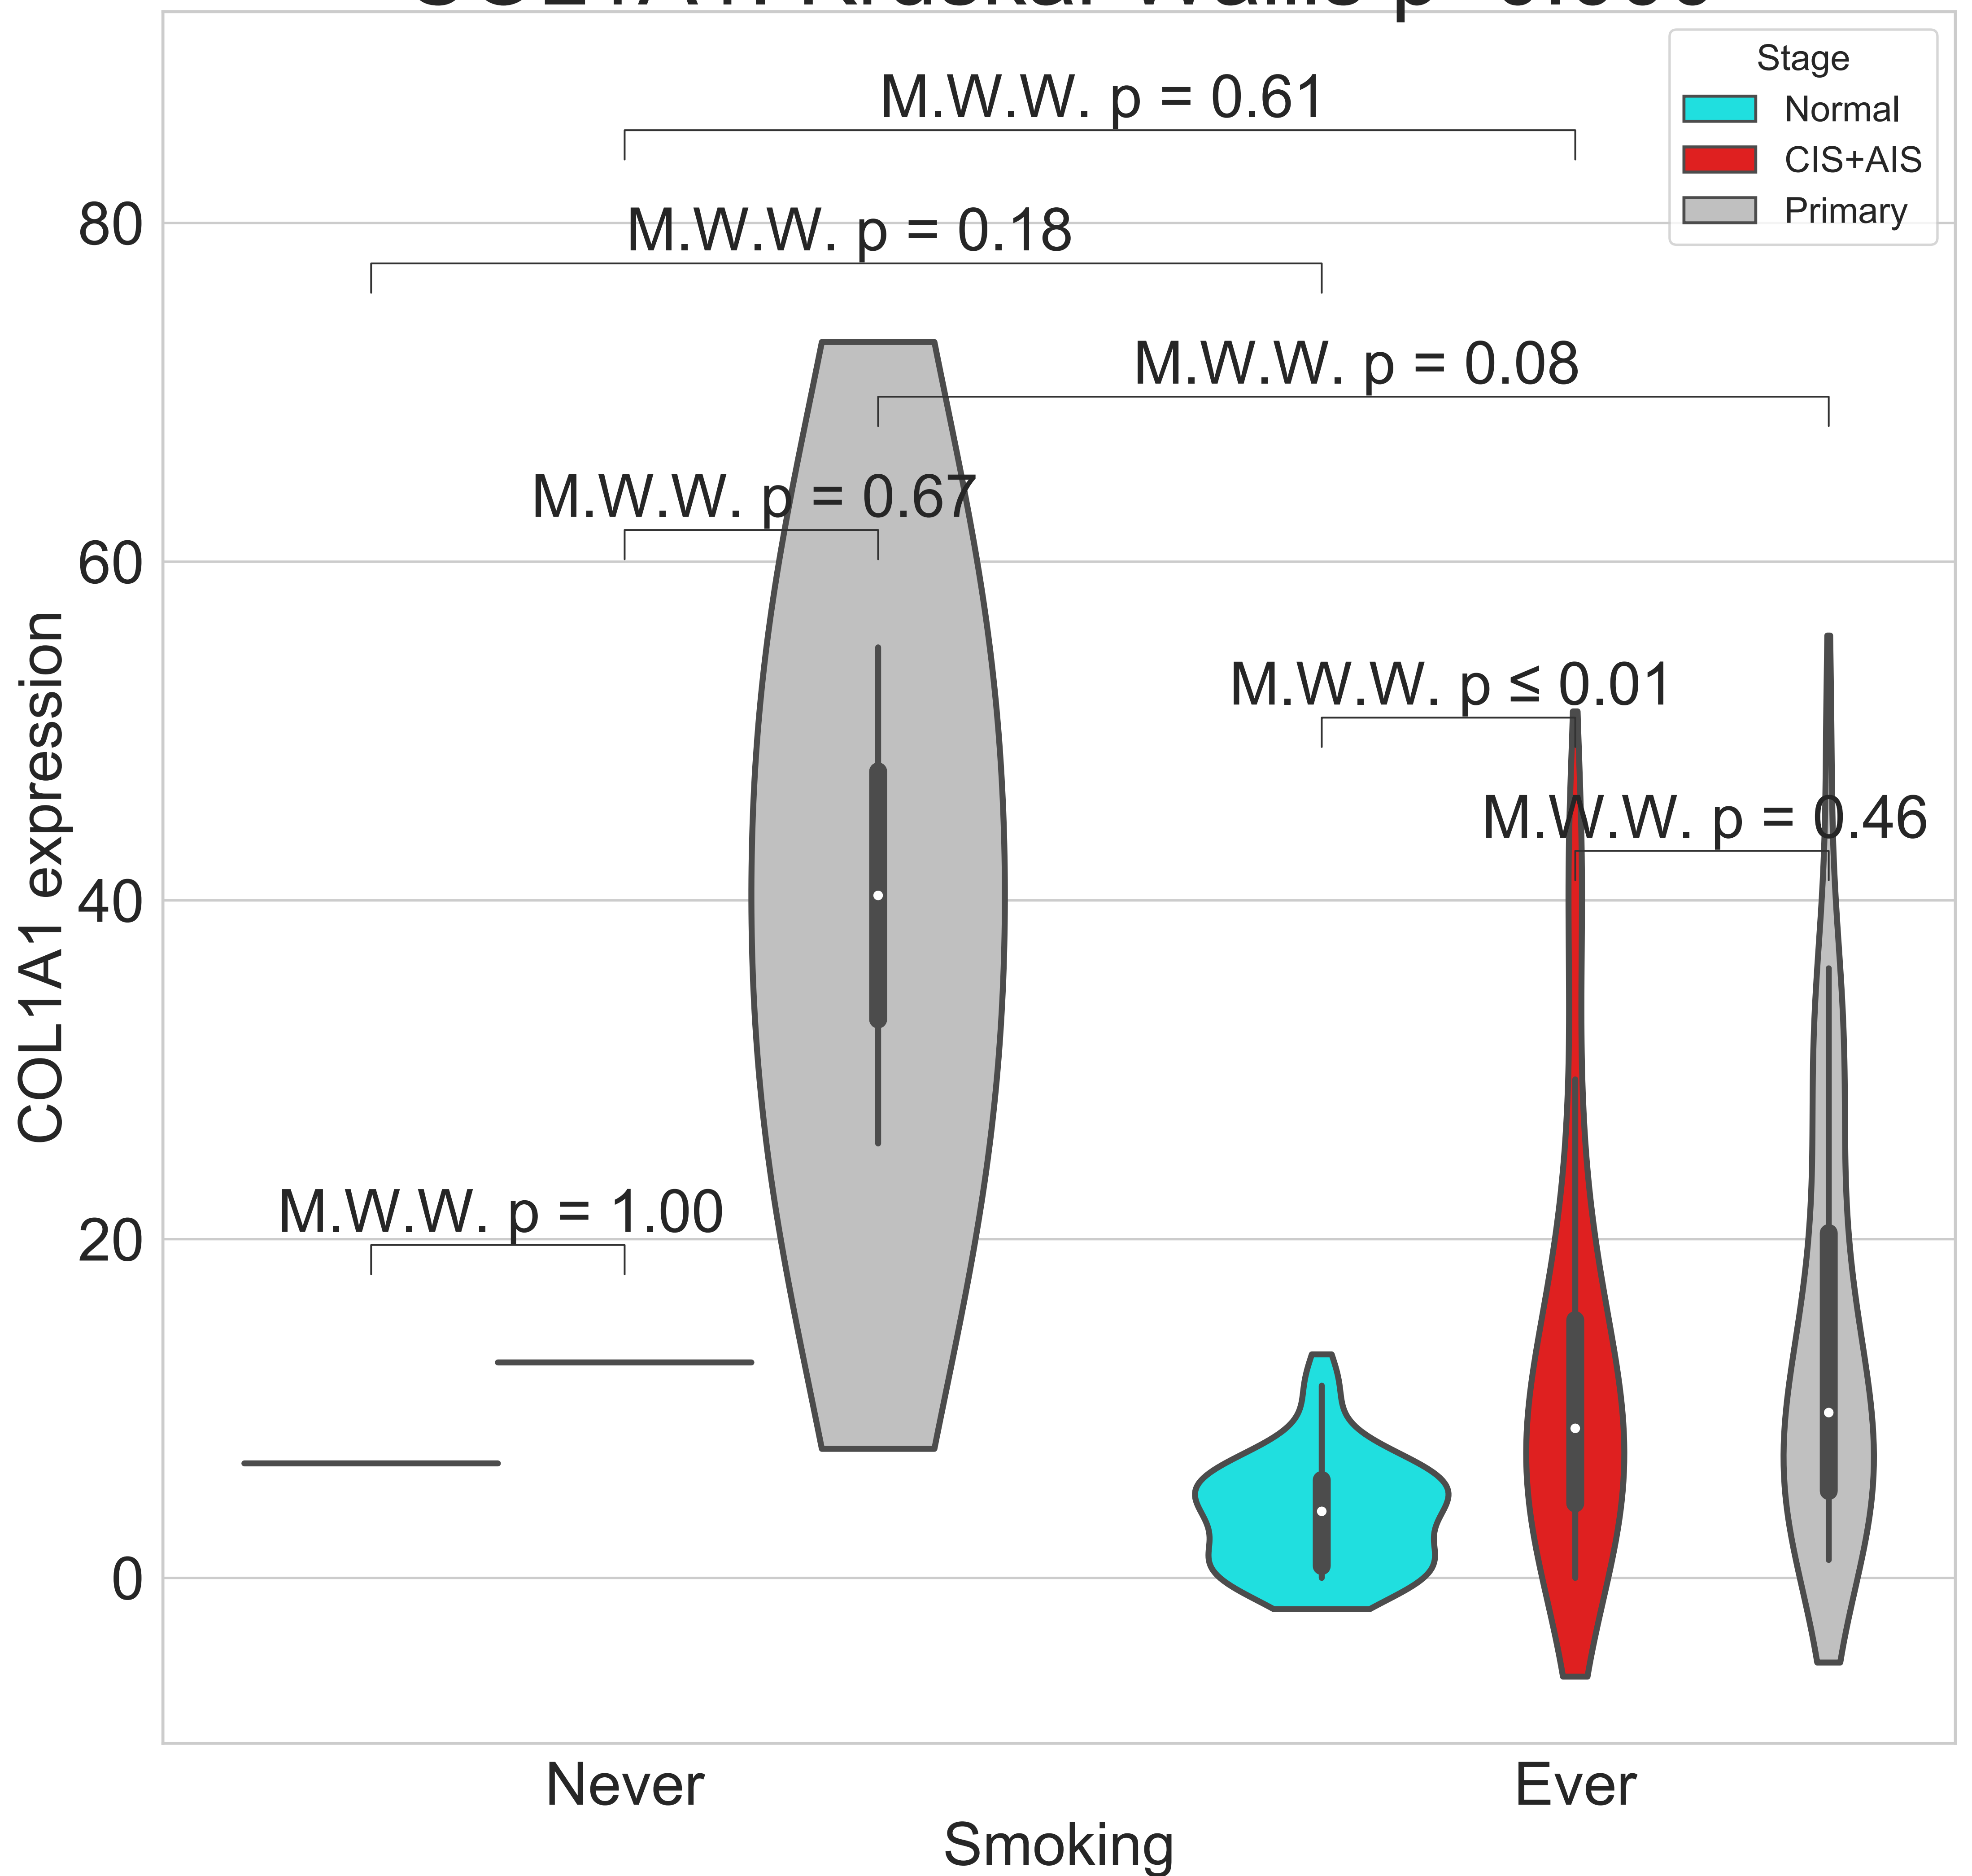 Stage
Normal
CIS+AIS
Primary
M.W.W. p = 0.61
M.W.W. p = 0.18
M.W.W. p = 0.08
M.W.W. p = 0.67
M.W.W. p ≤ 0.01
M.W.W. p = 0.46
M.W.W. p = 1.00
80
60
40
20
0
COL1A1 expression
Never
Ever
Smoking